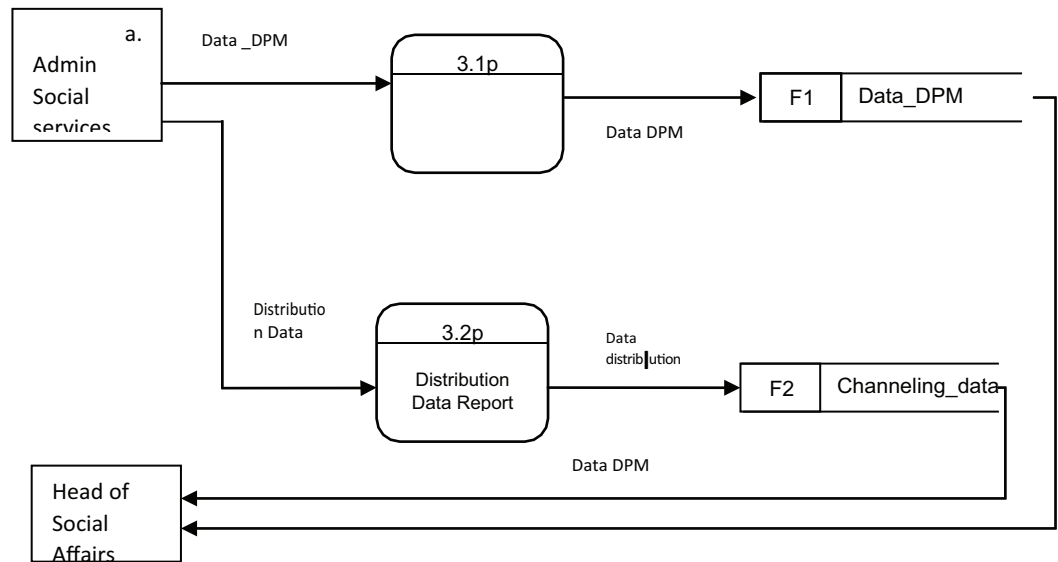 a.
Admin
Social
services
Data _DPM
3.1p
Data DPM
F1
Data_DPM
Distributio
n Data
3.2p
Distribution
Data Report
Data
distribution
F2
Channeling_data
Data DPM
Head of
Social
Affairs